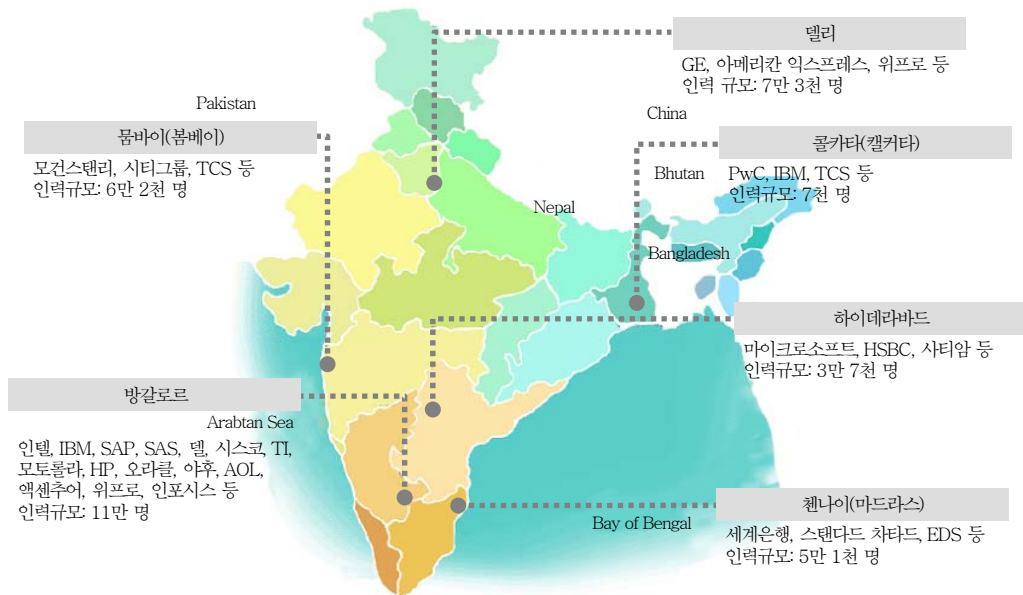 델리
GE, 아메리칸 익스프레스, 위프로 등
인력 규모: 7만 3천 명
Pakistan
China
뭄바이(봄베이)
모건스탠리, 시티그룹, TCS 등
인력규모: 6만 2천 명
콜카타(캘커타)
Bhutan
PwC, IBM, TCS 등
인력규모: 7천 명
Nepal
Bangladesh
하이데라바드
마이크로소프트, HSBC, 사티암 등
인력규모: 3만 7천 명
방갈로르
Arabtan Sea
인텔, IBM, SAP, SAS, 델, 시스코, TI,
모토롤라, HP, 오라클, 야후, AOL,
액센추어, 위프로, 인포시스 등
인력규모: 11만 명
첸나이(마드라스)
Bay of Bengal
세계은행, 스탠다드 차타드, EDS 등
인력규모: 5만 1천 명